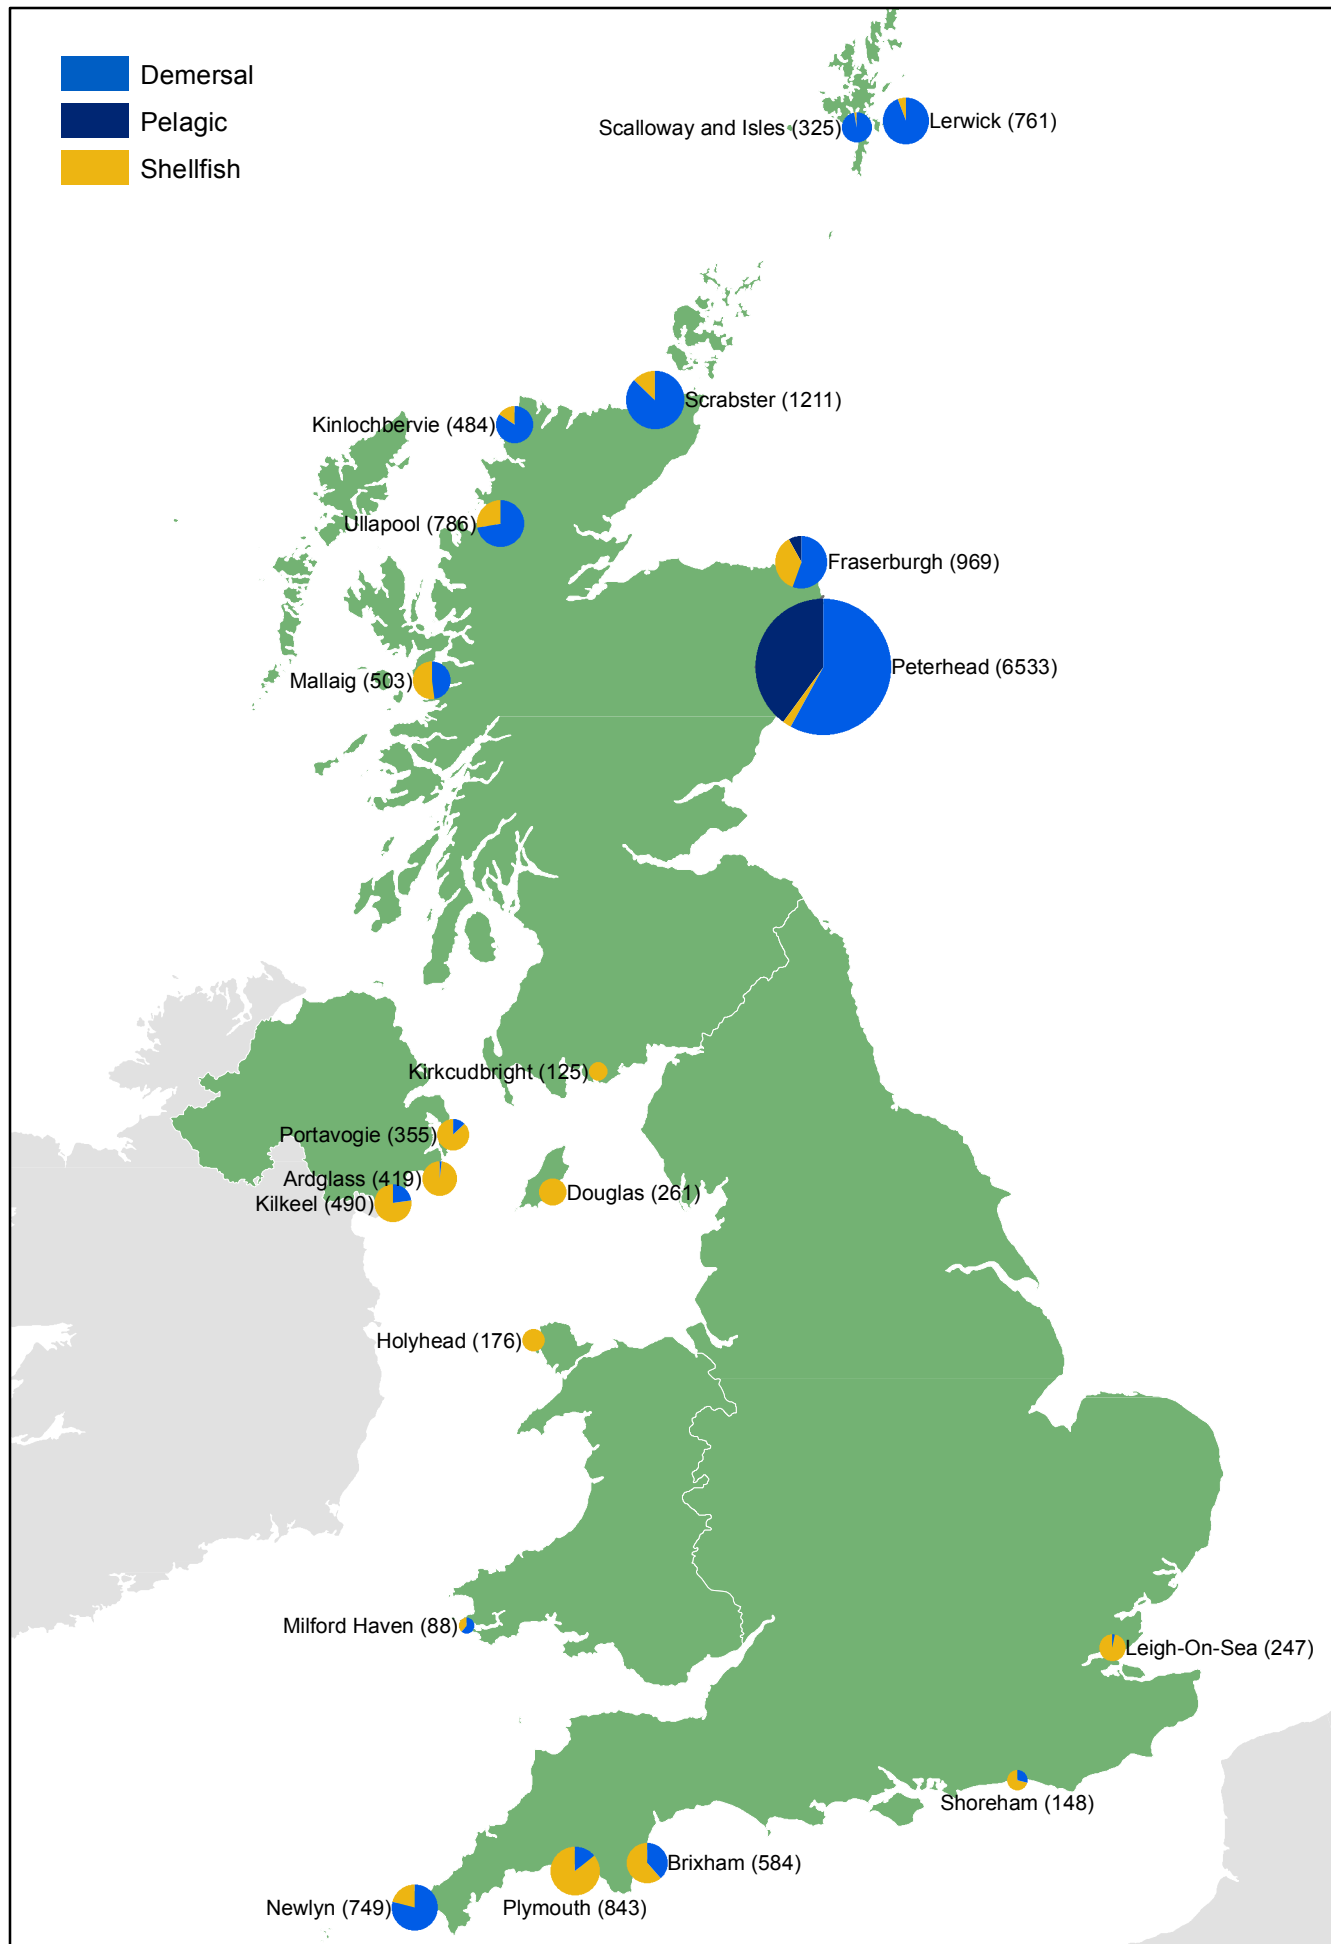 Demersal
Pelagic
Shellfish
Scalloway and Isles (325)
Lerwick (761)
Scrabster (1211)
Kinlochbervie (484)
Ullapool (786)
Fraserburgh (969)
Peterhead (6533)
Mallaig (503)
Kirkcudbright (125)
Portavogie (355)
Ardglass (419)
Douglas (261)
Kilkeel (490)
Holyhead (176)
Milford Haven (88)
Leigh-On-Sea (247)
Shoreham (148)
Brixham (584)
Newlyn (749)
Plymouth (843)